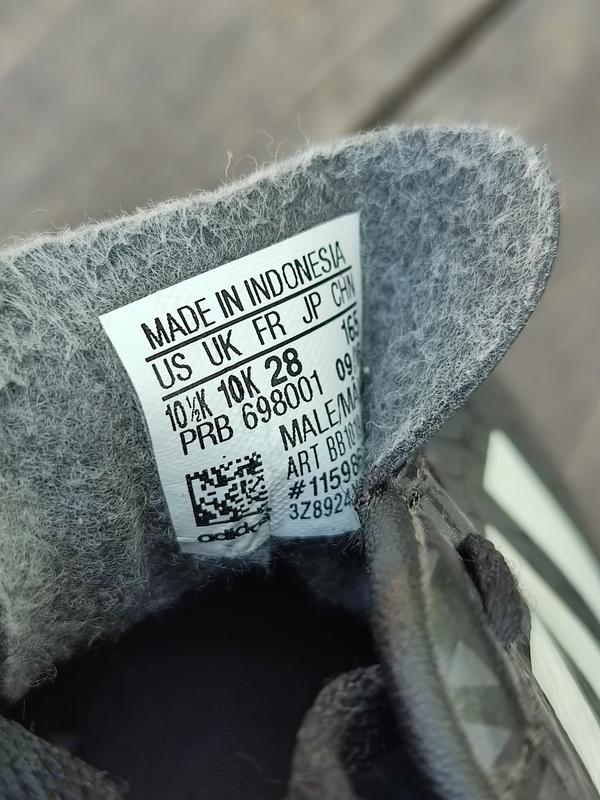 MADE IN INDONESIA
US UK FR JP CHN
10½K 10K 28 165
PRB 698001 09/
MALE/MA
ART BB101
#11598
3Z8924
adidas